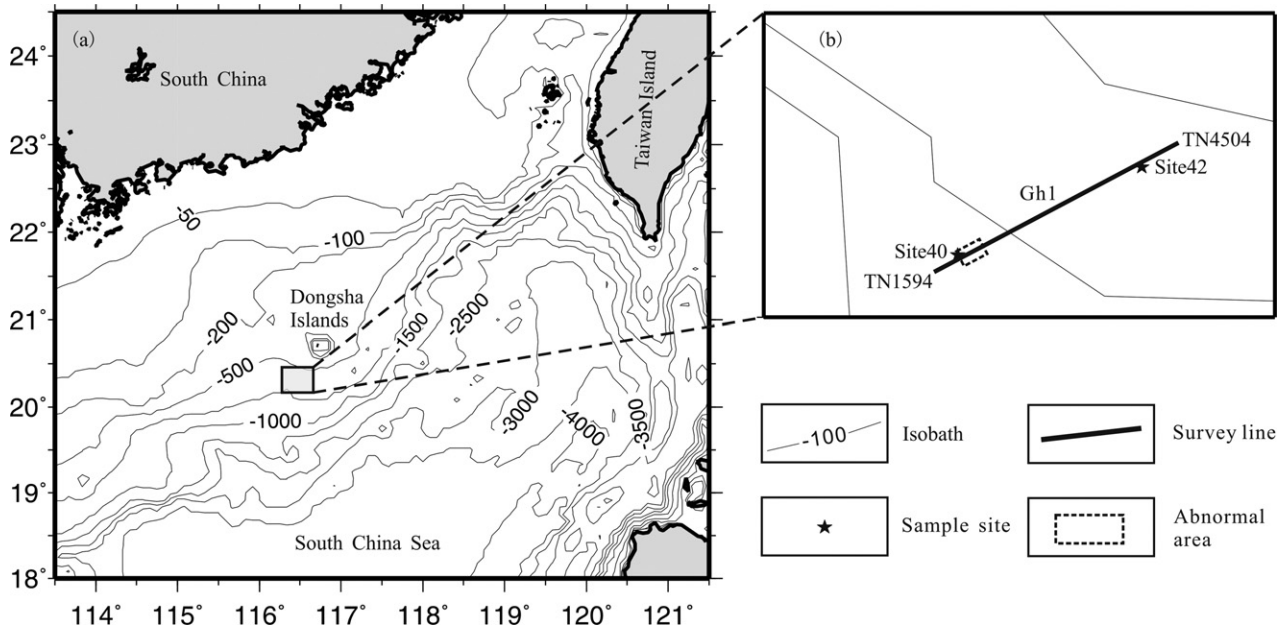 (a)
South China
Taiwan Island
-50
-100
-200
Dongsha
Islands
-500
-1000
-1500
-2500
-3000
-4000
-3500
South China Sea
24°
23°
22°
21°
20°
19°
18°
114°
115°
116°
117°
118°
119°
120°
121°
(b)
TN4504
Site42
Gh1
Site40
TN1594
-100
Isobath
Survey line
Sample site
Abnormal
area